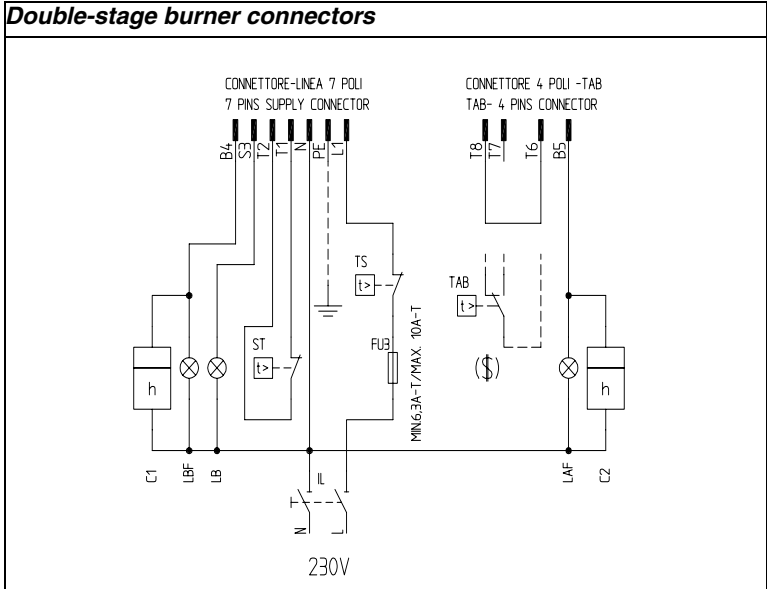 Double-stage burner connectors
CONNETTORE-LINEA 7 POLI
7 PINS SUPPLY CONNECTOR
CONNETTORE 4 POLI -TAB
TAB- 4 PINS CONNECTOR
B4
S3
T2
T1
N
PE
L1
T8
T7
T6
B5
TS
t>
TAB
t>
ST
t>
FU3
MIN.6,3A-T/MAX. 10A-T
($)
h
h
C1
LBF
LB
IL
LAF
C2
N
L
230V